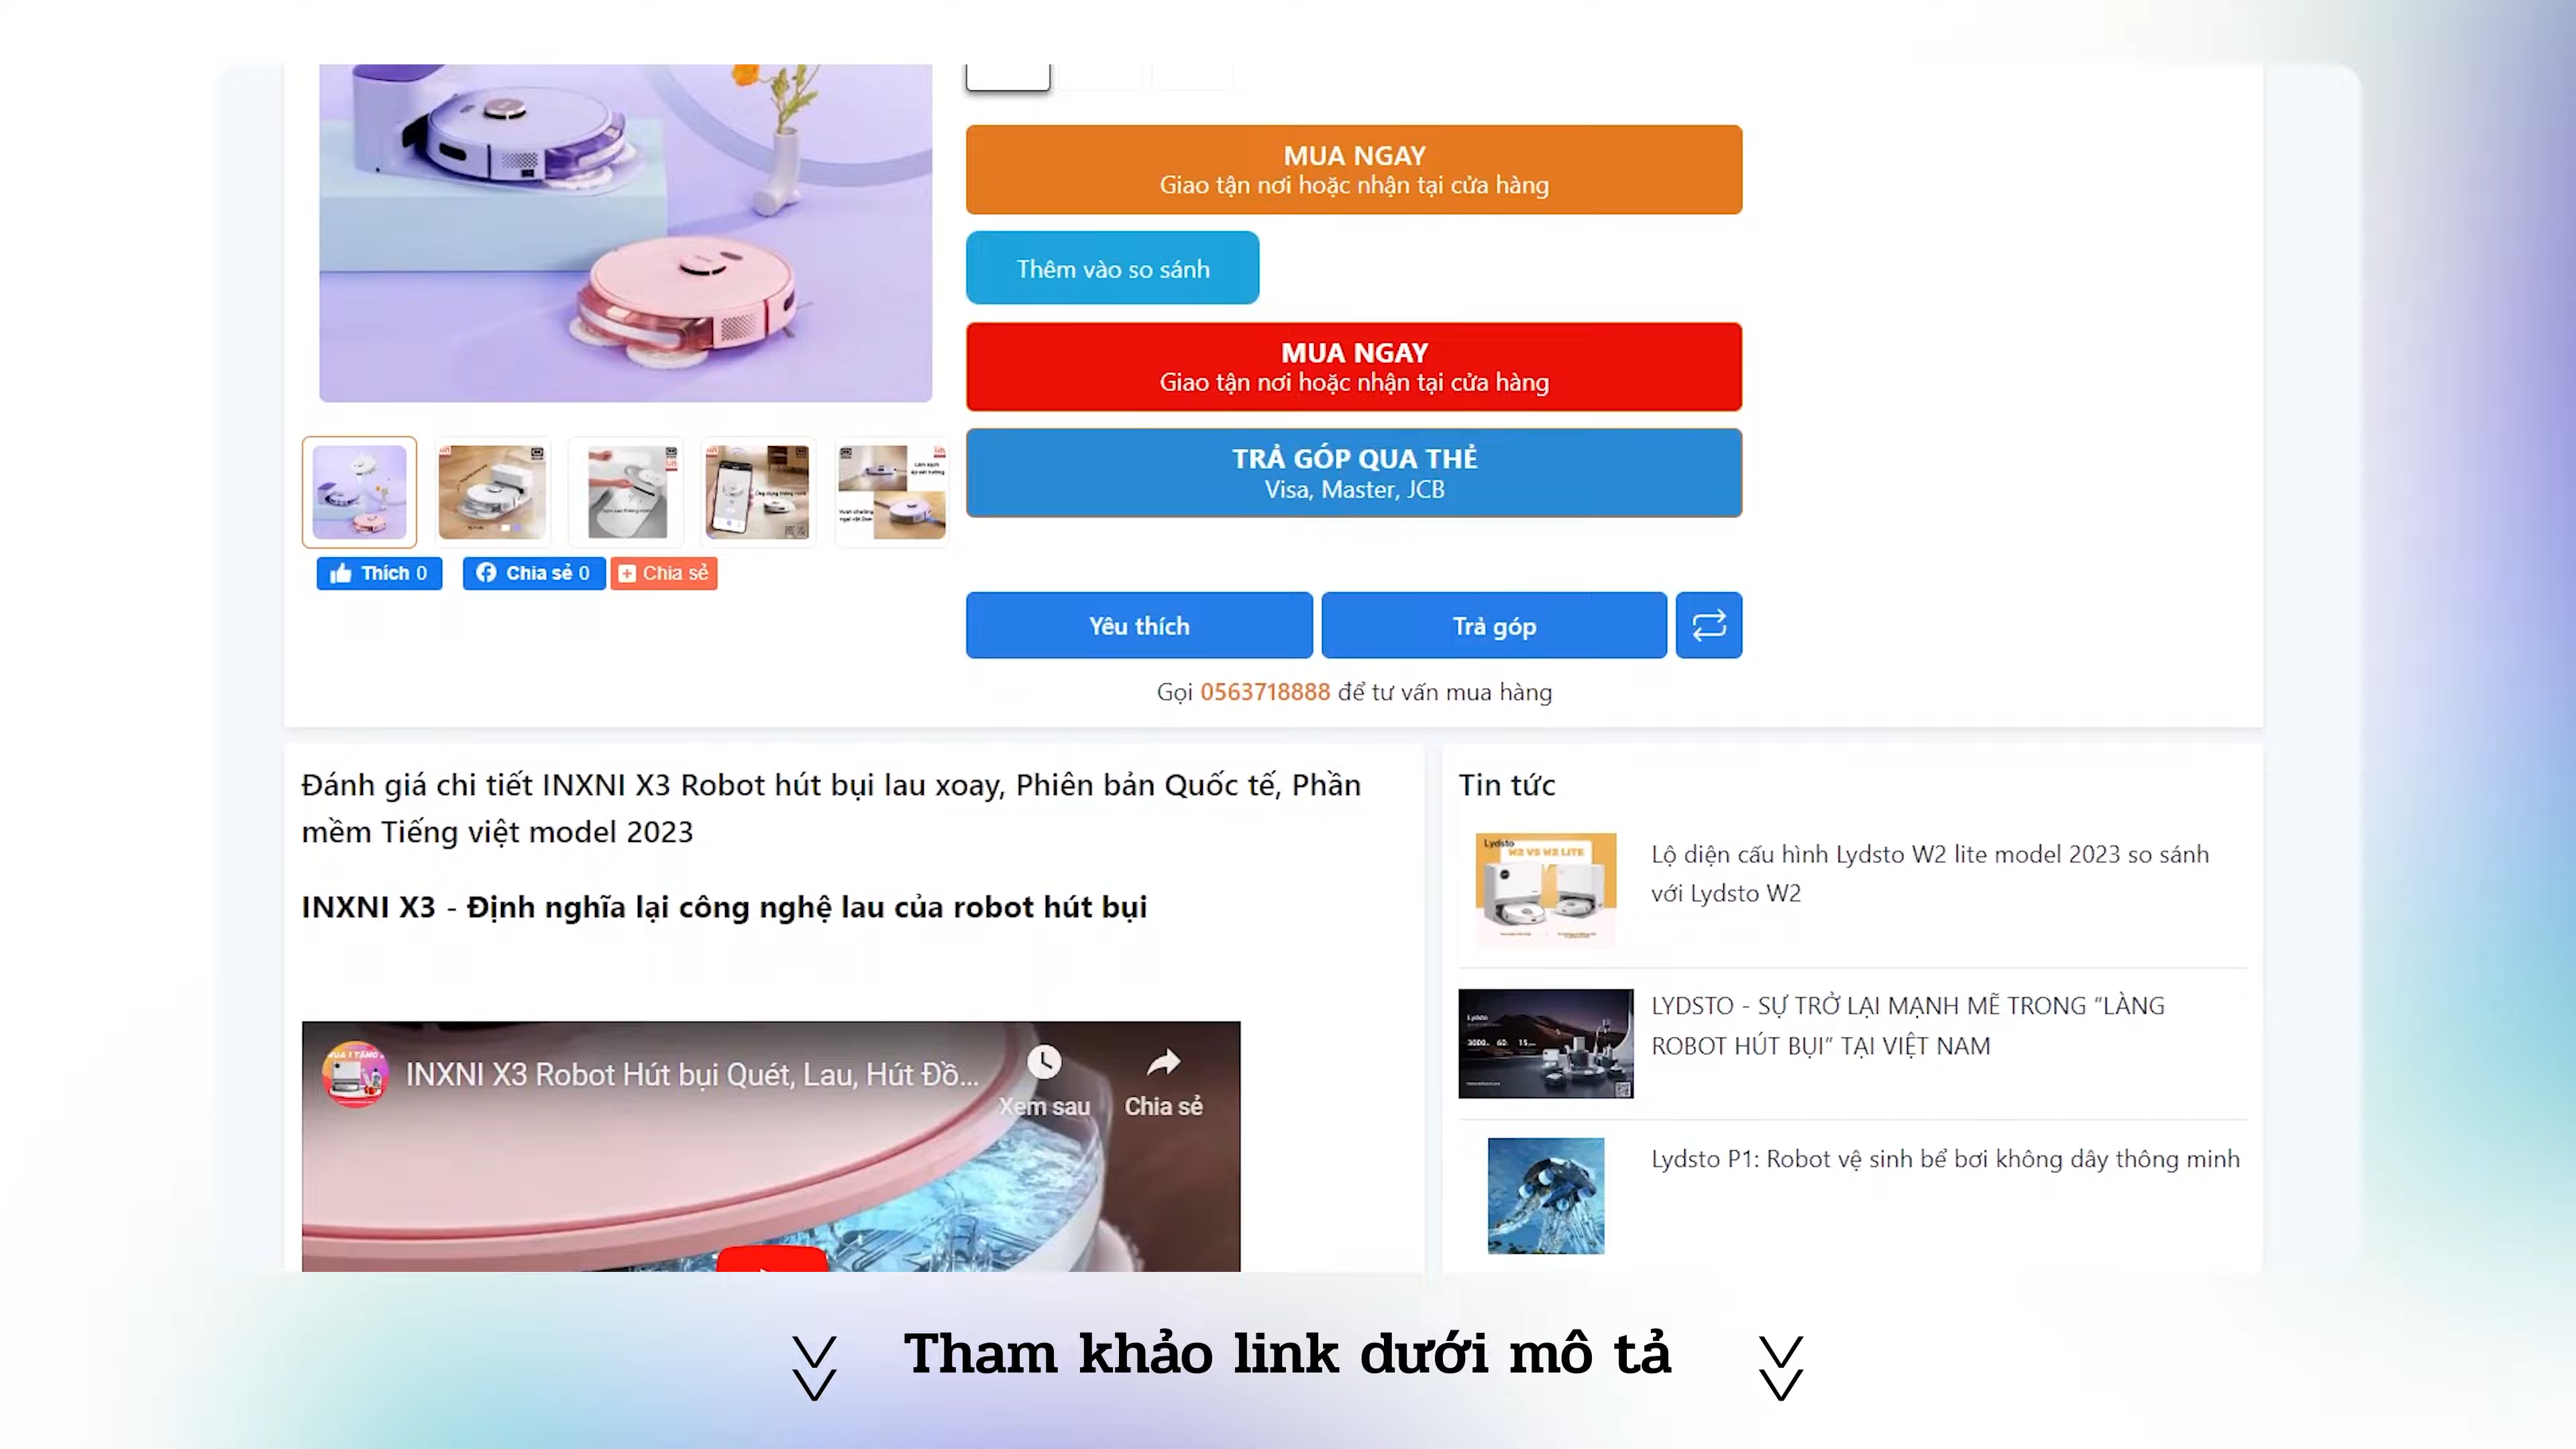 MUA NGAY
Giao tận nơi hoặc nhận tại cửa hàng
Thêm vào so sánh
MUA NGAY
Giao tận nơi hoặc nhận tại cửa hàng
TRẢ GÓP QUA THẺ
Visa, Master, JCB
Thích 0
Chia sẻ 0
Chia sẻ
Yêu thích
Trả góp
Gọi 0563718888 để tư vấn mua hàng
Đánh giá chi tiết INXNI X3 Robot hút bụi lau xoay, Phiên bản Quốc tế, Phần
mềm Tiếng việt model 2023
INXNI X3 - Định nghĩa lại công nghệ lau của robot hút bụi
INXNI X3 Robot Hút bụi Quét, Lau, Hút Đồ...
Xem sau
Chia sẻ
Tin tức
Lydsto
W2 VS W2 LITE
Lộ diện cấu hình Lydsto W2 lite model 2023 so sánh
với Lydsto W2
LYDSTO - SỰ TRỞ LẠI MẠNH MẼ TRONG “LÀNG
ROBOT HÚT BỤI” TẠI VIỆT NAM
Lydsto P1: Robot vệ sinh bể bơi không dây thông minh
Tham khảo link dưới mô tả